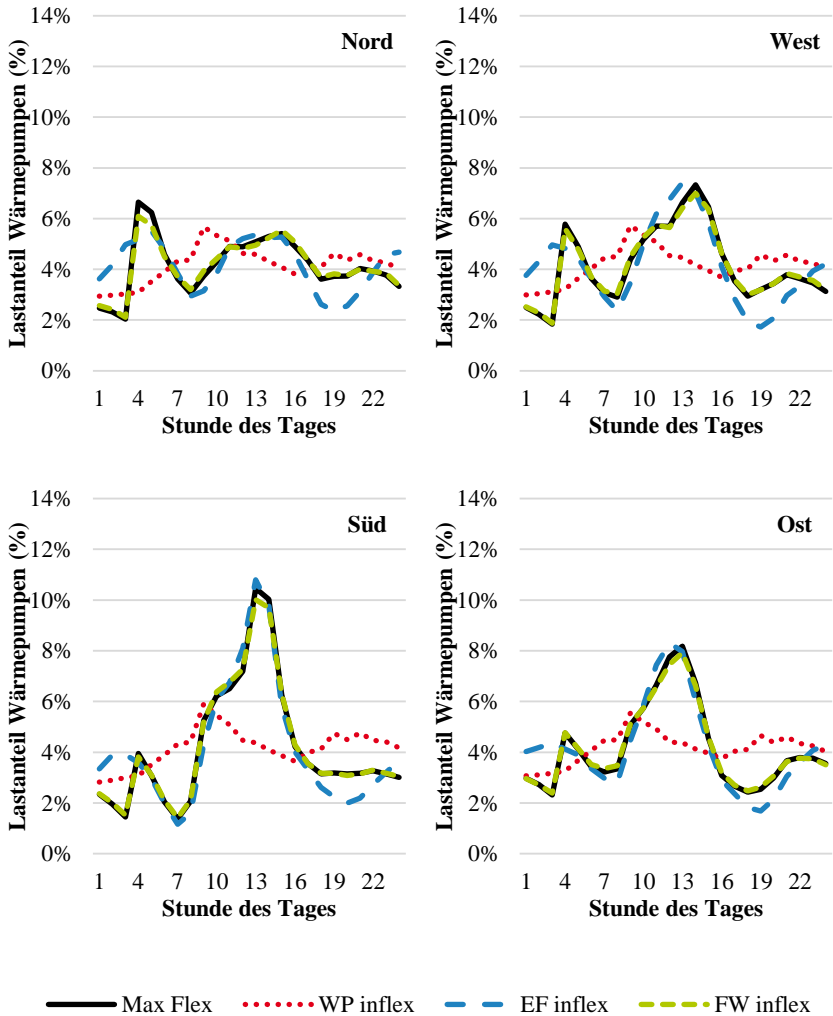 Nord
Lastanteil Wärmepumpen (%)
14%
12%
10%
8%
6%
4%
2%
0%
1 4 7 10 13 16 19 22
Stunde des Tages
West
Lastanteil Wärmepumpen (%)
14%
12%
10%
8%
6%
4%
2%
0%
1 4 7 10 13 16 19 22
Stunde des Tages
Süd
Lastanteil Wärmepumpen (%)
14%
12%
10%
8%
6%
4%
2%
0%
1 4 7 10 13 16 19 22
Stunde des Tages
Ost
Lastanteil Wärmepumpen (%)
14%
12%
10%
8%
6%
4%
2%
0%
1 4 7 10 13 16 19 22
Stunde des Tages
Max Flex WP inflex EF inflex FW inflex